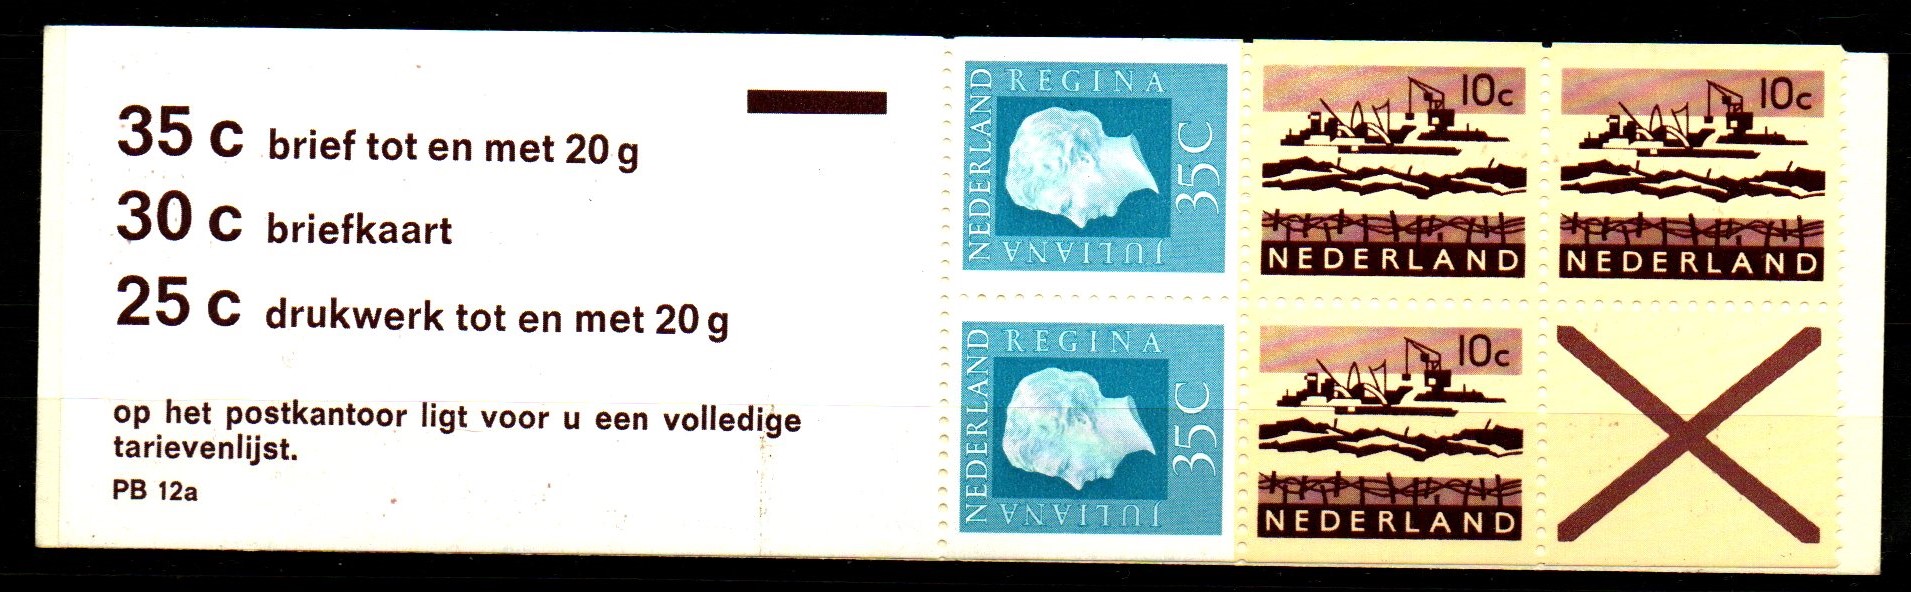 35 c brief tot en met 20 g
30 c briefkaart
25 c drukwerk tot en met 20 g
op het postkantoor ligt voor u een volledige
tarievenlijst.
PB 12a
NEDERLAND
REGINA
35C
JULIANA
10c
NEDERLAND
10c
NEDERLAND
NEDERLAND
REGINA
35C
JULIANA
10c
NEDERLAND